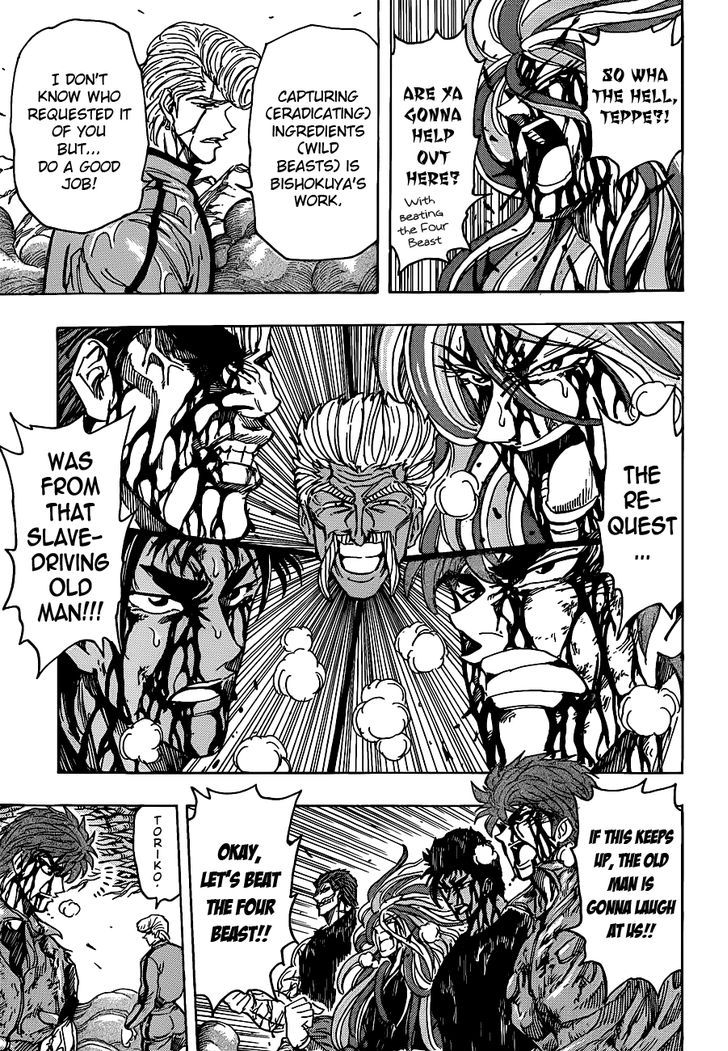 SO WHA
THE HELL,
TEPPE?!
ARE YA
GONNA
HELP
OUT
HERE?
With
beating
the Four
Beast
CAPTURING
(ERADICATING)
INGREDIENTS
(WILD
BEASTS) IS
BISHOKUYA'S
WORK.
I DON'T
KNOW WHO
REQUESTED IT
OF YOU
BUT...
DO A GOOD
JOB!
THE
RE-
QUEST
...
WAS
FROM
THAT
SLAVE-
DRIVING
OLD
MAN!!!
IF THIS KEEPS
UP, THE OLD
MAN IS
GONNA LAUGH
AT US!!
OKAY,
LET'S BEAT
THE FOUR
BEAST!!
TORIKO.